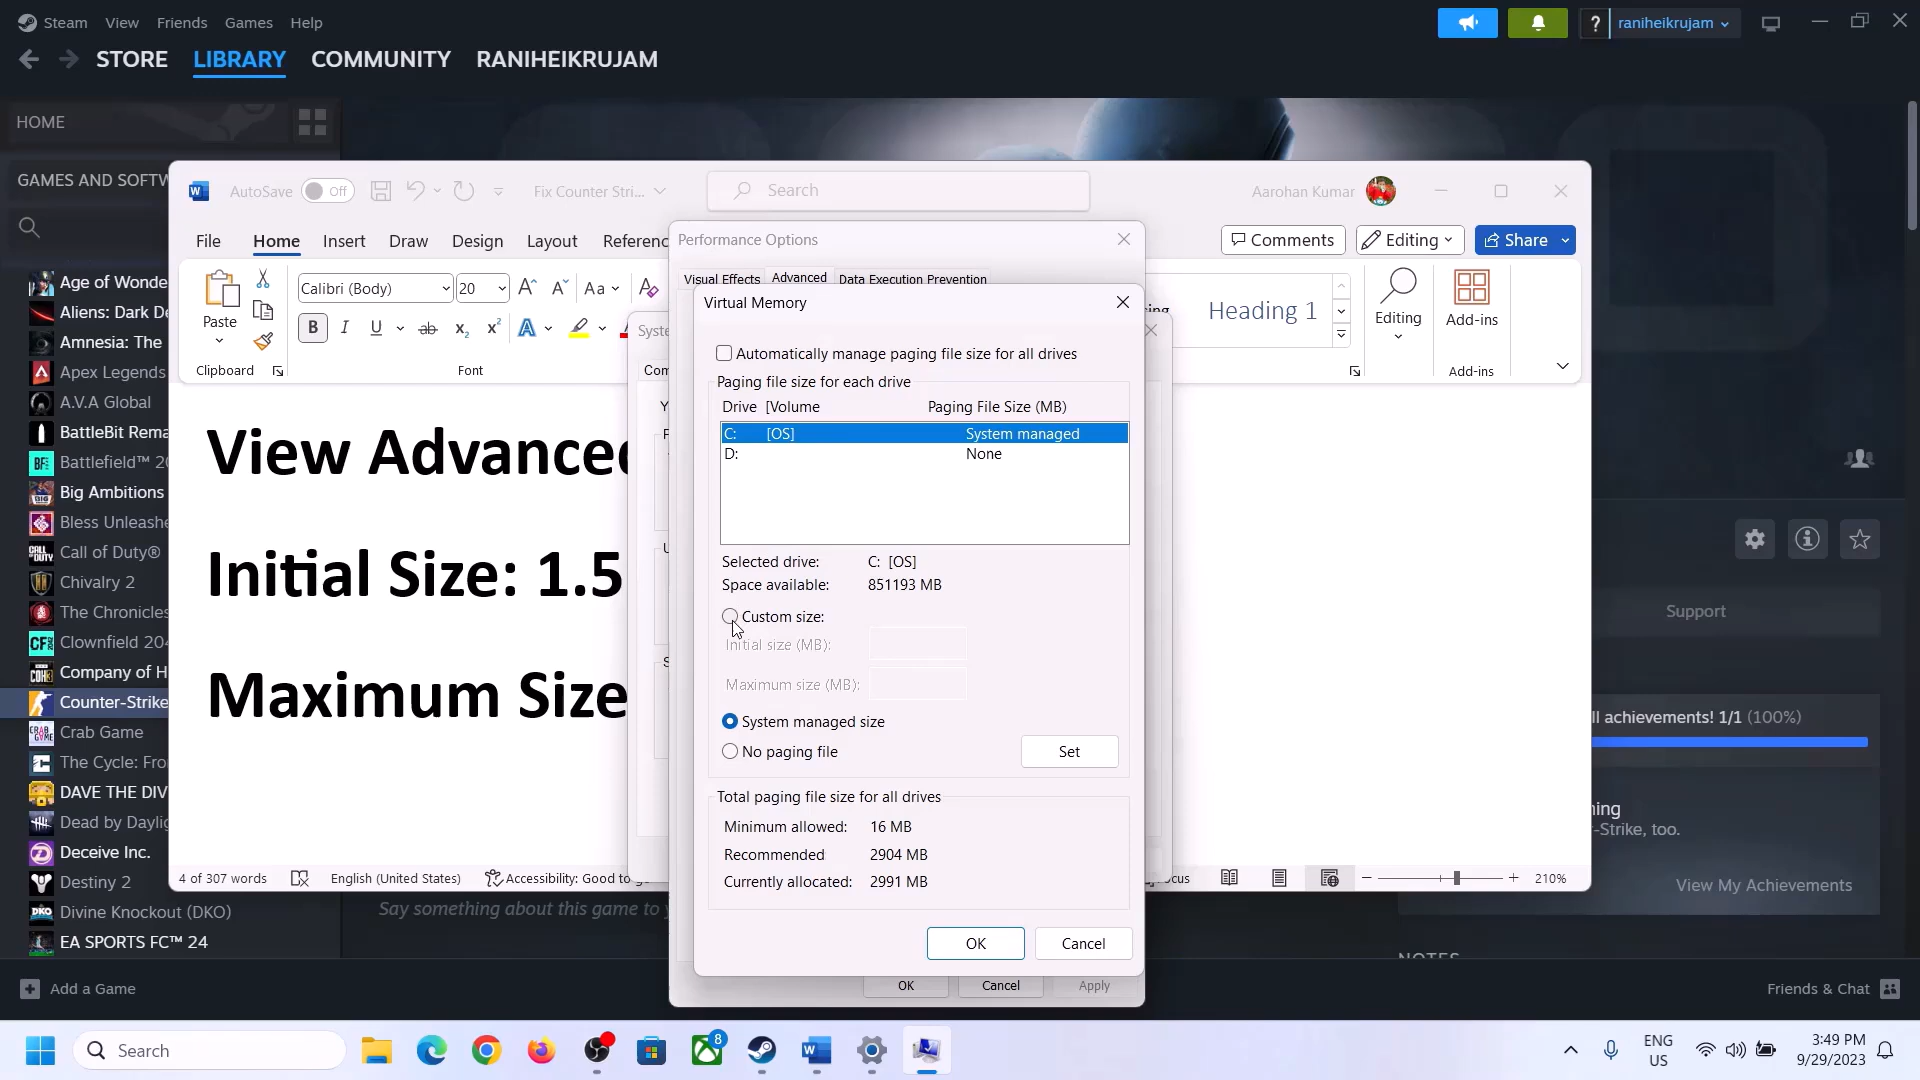 Steam View Friends Games Help
? raniheikrujam
STORE LIBRARY COMMUNITY RANIHEIKRUJAM
HOME
GAMES AND SOFTW
Age of Wonde
Aliens: Dark De
Amnesia: The
Apex Legends
A.V.A Global
BattleBit Rema
Battlefield™ 20
Big Ambitions
Bless Unleashe
Call of Duty®
Chivalry 2
The Chronicles
Clownfield 204
Company of H
Counter-Strike
Crab Game
The Cycle: Fro
DAVE THE DIV
Dead by Daylig
Deceive Inc.
Destiny 2
Divine Knockout (DKO)
EA SPORTS FC™ 24
Add a Game
AutoSave Off Fix Counter Stri... Search Aarohan Kumar
File Home Insert Draw Design Layout Referenc
Comments Editing Share
Paste
Calibri (Body) 20
Clipboard Font
Heading 1
Editing
Add-ins
Add-ins
View Advanced
Initial Size: 1.5
Maximum Size
4 of 307 words English (United States) Accessibility: Good to g
210%
Performance Options
Visual Effects Advanced Data Execution Prevention
Syste
Com
Virtual Memory
Automatically manage paging file size for all drives
Paging file size for each drive
Drive [Volume Paging File Size (MB)
C: [OS] System managed
D: None
Selected drive: C: [OS]
Space available: 851193 MB
Custom size:
Initial size (MB):
Maximum size (MB):
System managed size
No paging file
Set
Total paging file size for all drives
Minimum allowed: 16 MB
Recommended 2904 MB
Currently allocated: 2991 MB
OK Cancel
OK Cancel Apply
Support
ll achievements! 1/1 (100%)
-Strike, too.
View My Achievements
Say something about this game to y
NOTES
Friends & Chat
Search
8
ENG
US
3:49 PM
9/29/2023